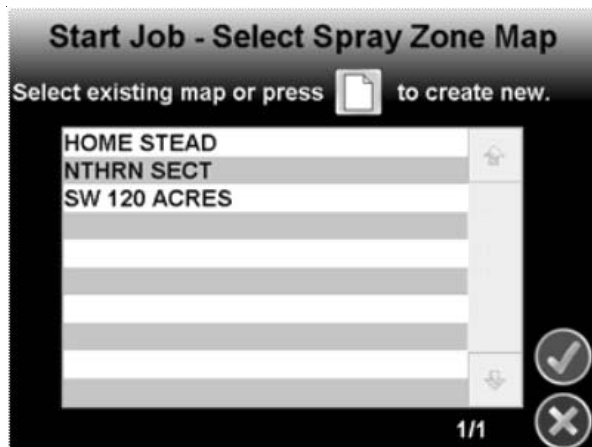 Start Job - Select Spray Zone Map
Select existing map or press to create new.
HOME STEAD
NTHRN SECT
SW 120 ACRES
1/1